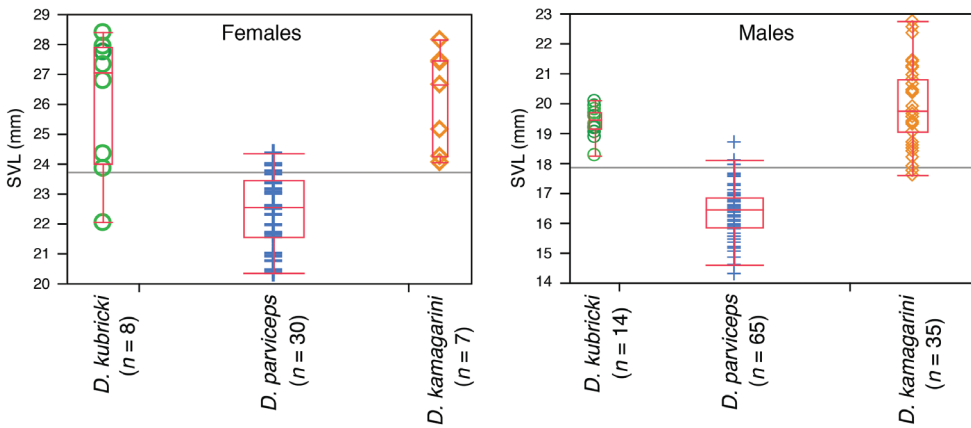 Females
SVL (mm)
29
28
27
26
25
24
23
22
21
20
D. kubricki
(n = 8)
D. parviceps
(n = 30)
D. kamagarini
(n = 7)
Males
SVL (mm)
23
22
21
20
19
18
17
16
15
14
D. kubricki
(n = 14)
D. parviceps
(n = 65)
D. kamagarini
(n = 35)